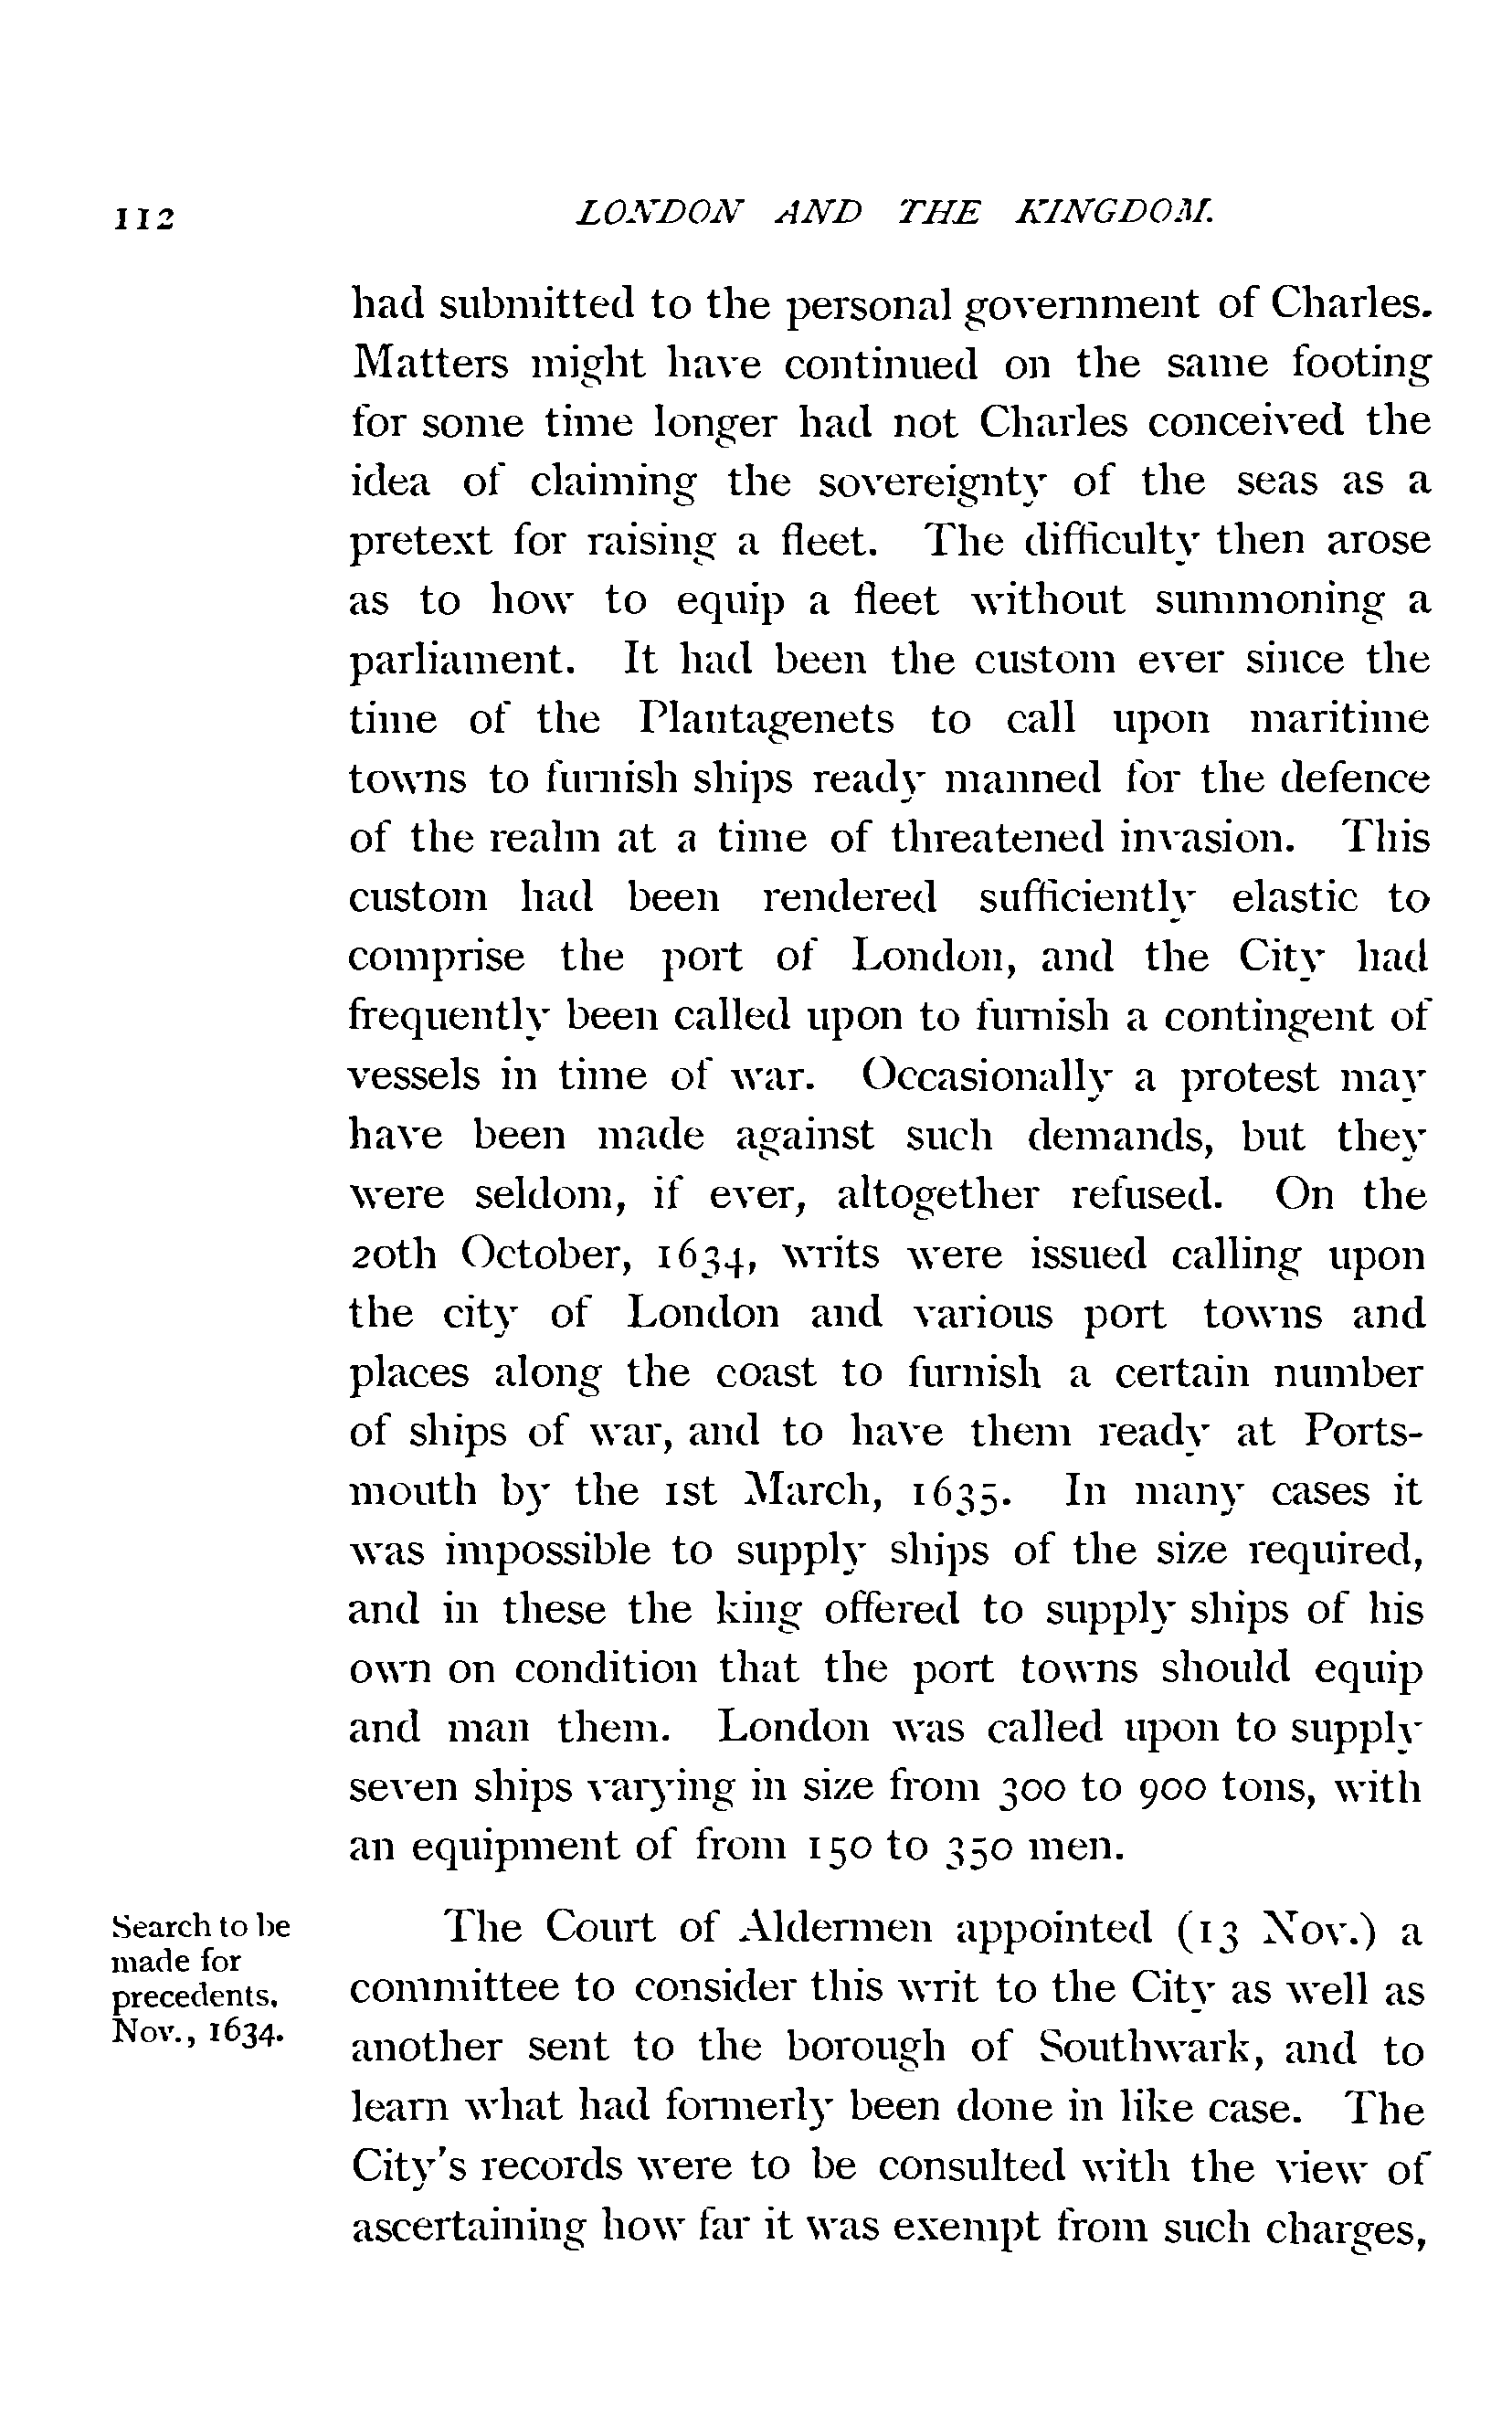 112 LONDON AND THE KINGDOM.
had submitted to the personal government of Charles.
Matters might have continued on the same footing
for some time longer had not Charles conceived the
idea of claiming the sovereignty of the seas as a
pretext for raising a fleet. The difficulty then arose
as to how to equip a fleet without summoning a
parliament. It had been the custom ever since the
time of the Plantagenets to call upon maritime
towns to furnish ships ready manned for the defence
of the realm at a time of threatened invasion. This
custom had been rendered sufficiently elastic to
comprise the port of London, and the City had
frequently been called upon to furnish a contingent of
vessels in time of war. Occasionally a protest may
have been made against such demands, but they
were seldom, if ever, altogether refused. On the
20th October, 1634, writs were issued calling upon
the city of London and various port towns and
places along the coast to furnish a certain number
of ships of war, and to have them ready at Ports-
mouth by the 1st March, 1635. In many cases it
was impossible to supply ships of the size required,
and in these the king offered to supply ships of his
own on condition that the port towns should equip
and man them. London was called upon to supply
seven ships varying in size from 300 to 900 tons, with
an equipment of from 150 to 350 men.
Search to be
made for
precedents,
Nov., 1634.
The Court of Aldermen appointed (13 Nov.) a
committee to consider this writ to the City as well as
another sent to the borough of Southwark, and to
learn what had formerly been done in like case. The
City's records were to be consulted with the view of
ascertaining how far it was exempt from such charges,